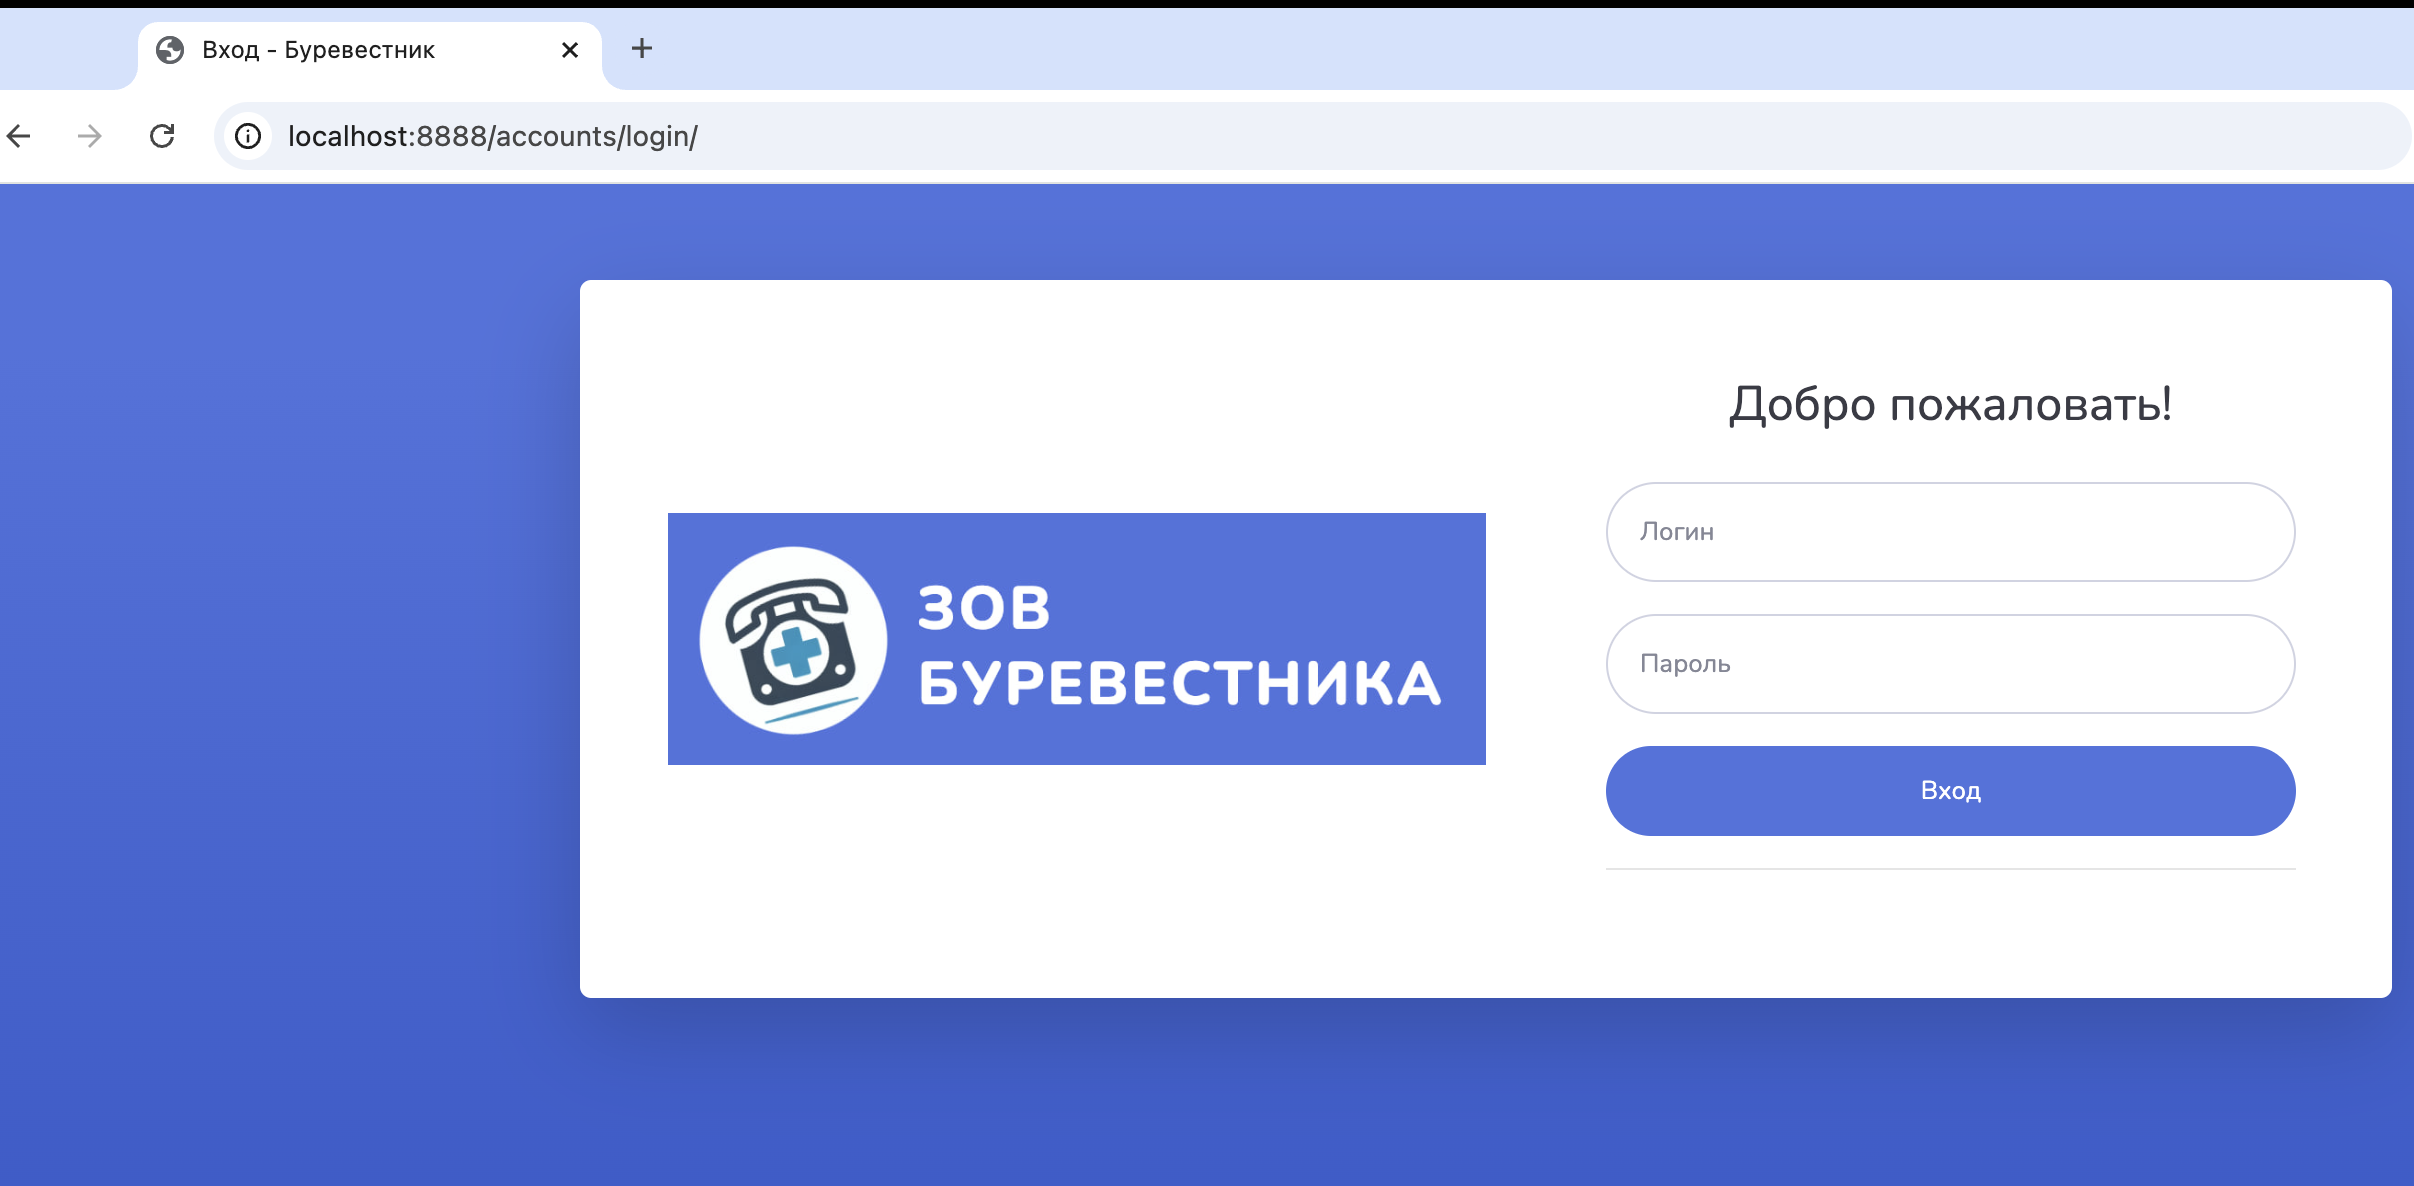 Вход - Буревестник
localhost:8888/accounts/login/
Добро пожаловать!
ЗОВ
БУРЕВЕСТНИКА
Логин
Пароль
Вход